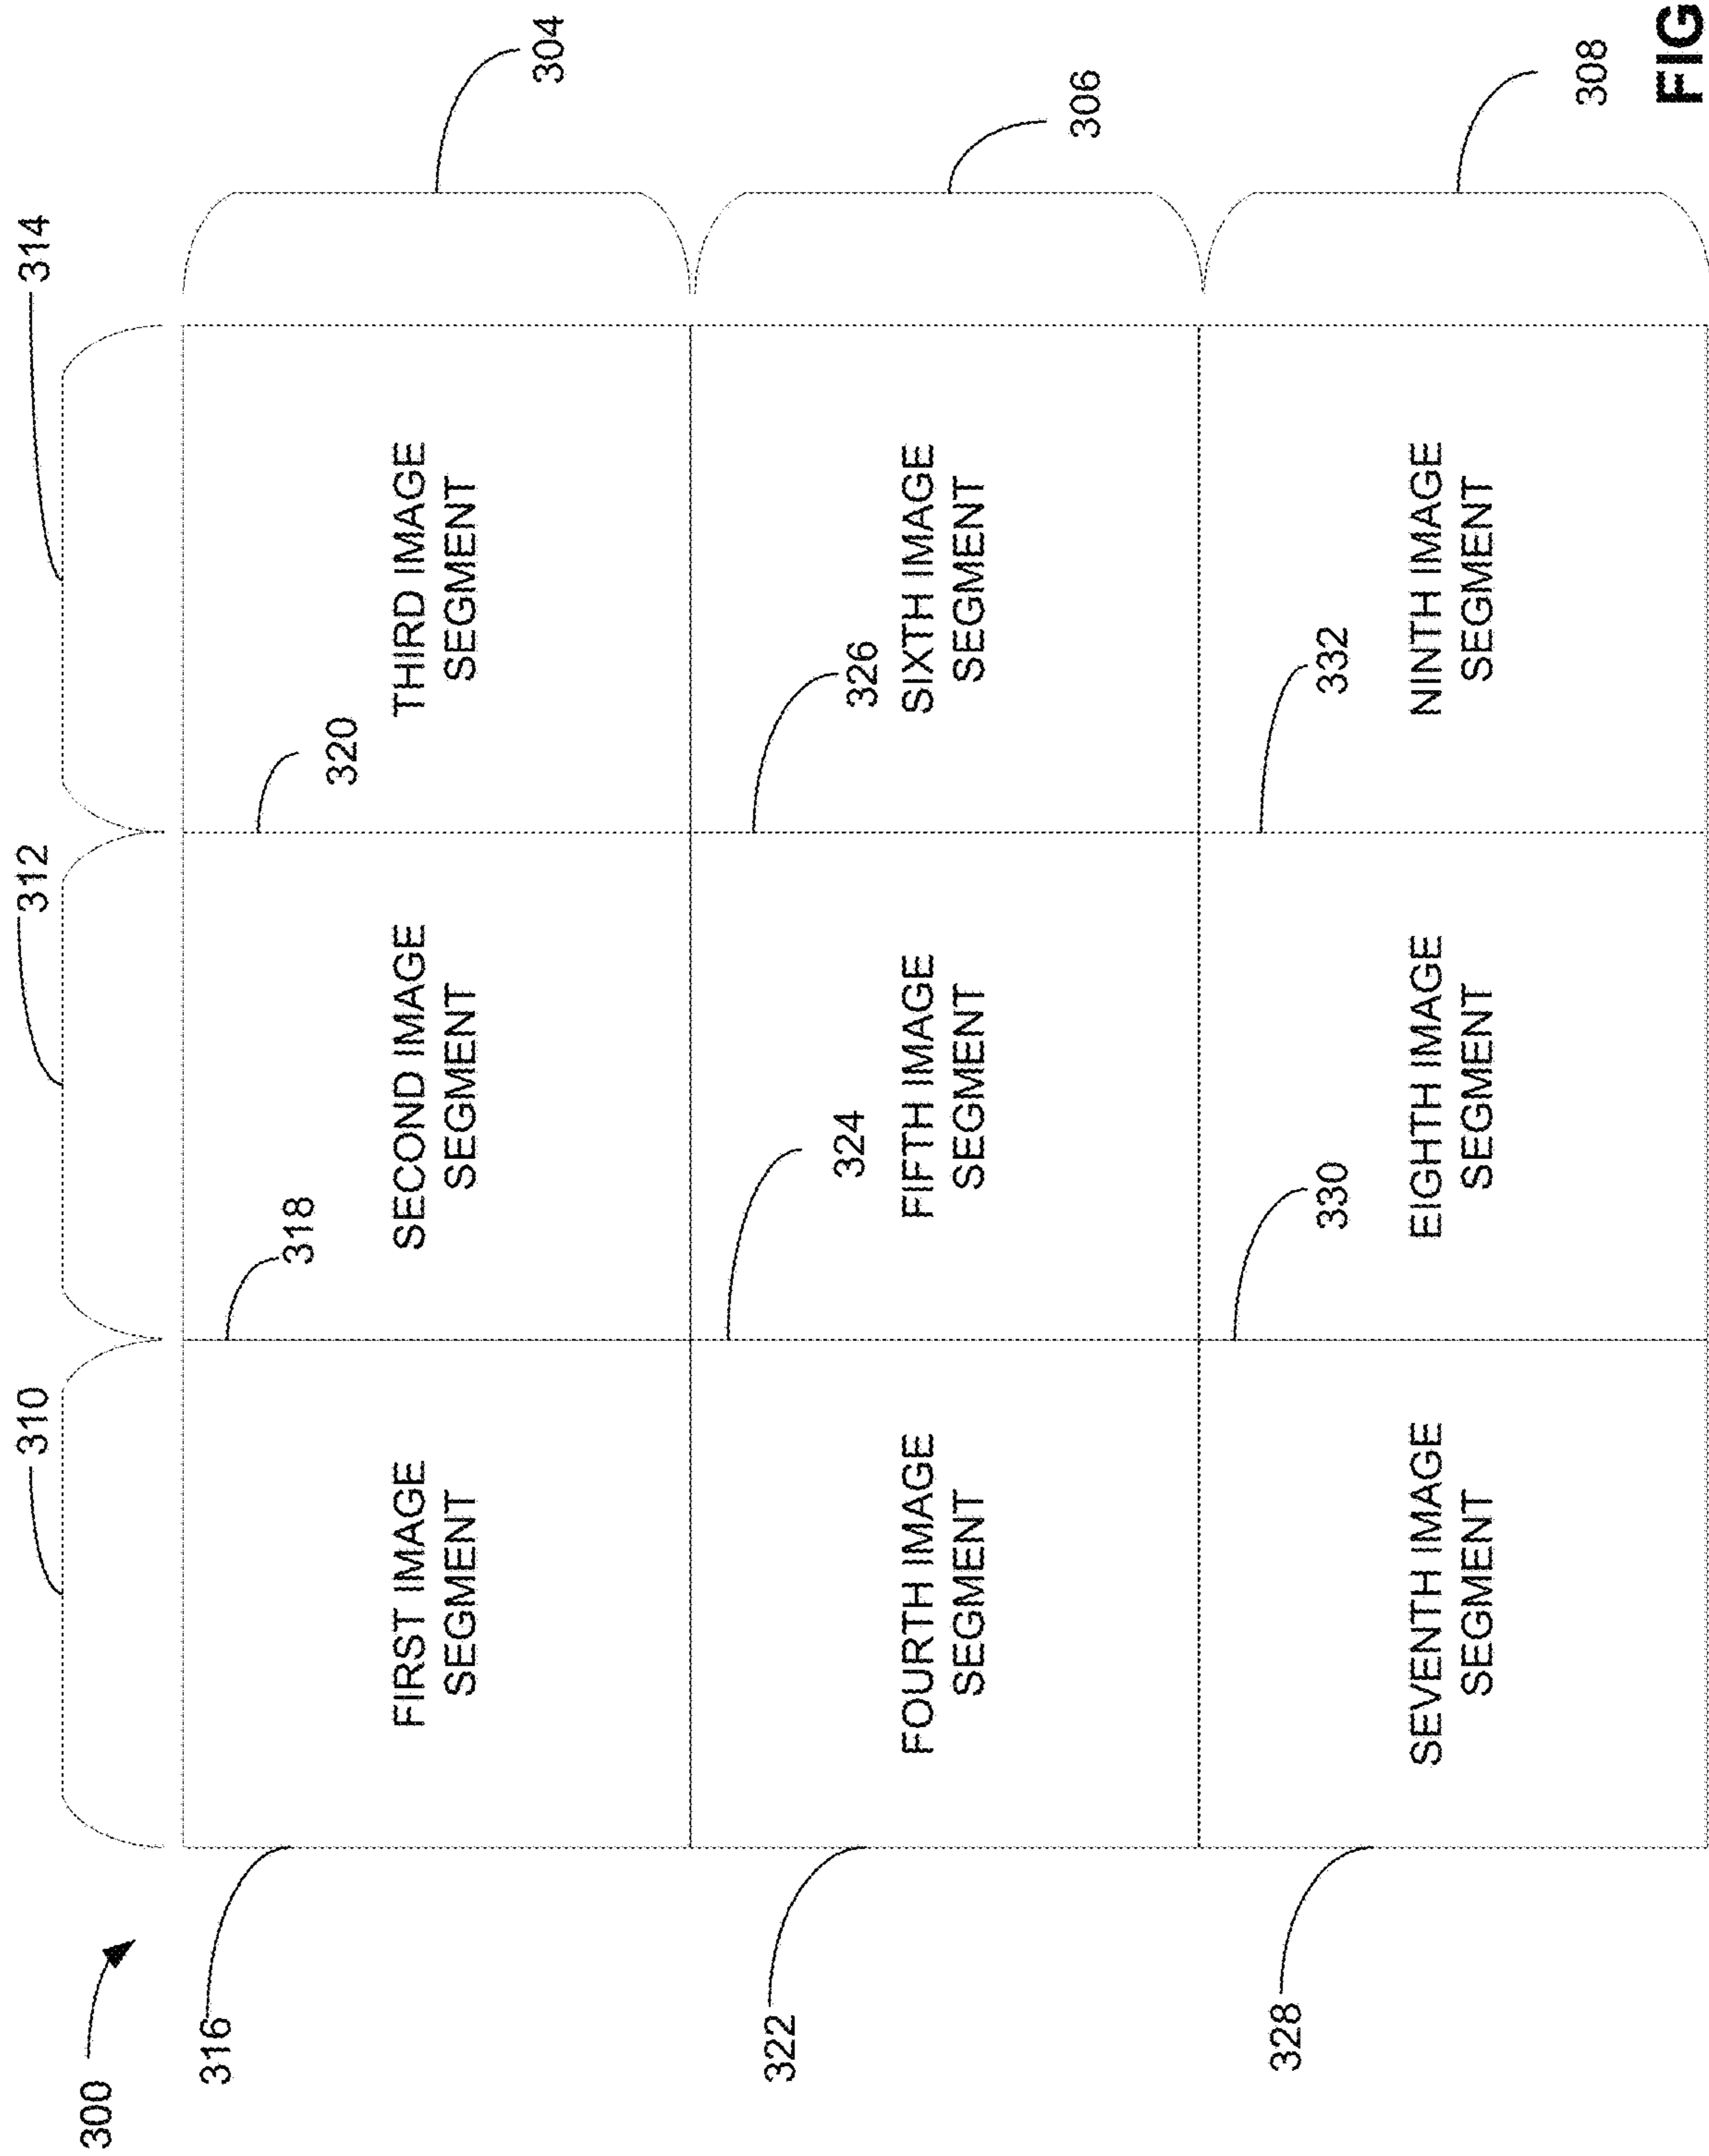 310
312
314
300
316
318
320
FIRST IMAGE
SEGMENT
SECOND IMAGE
SEGMENT
THIRD IMAGE
SEGMENT
304
322
324
326
FOURTH IMAGE
SEGMENT
FIFTH IMAGE
SEGMENT
SIXTH IMAGE
SEGMENT
306
328
330
332
SEVENTH IMAGE
SEGMENT
EIGHTH IMAGE
SEGMENT
NINTH IMAGE
SEGMENT
308
FIG